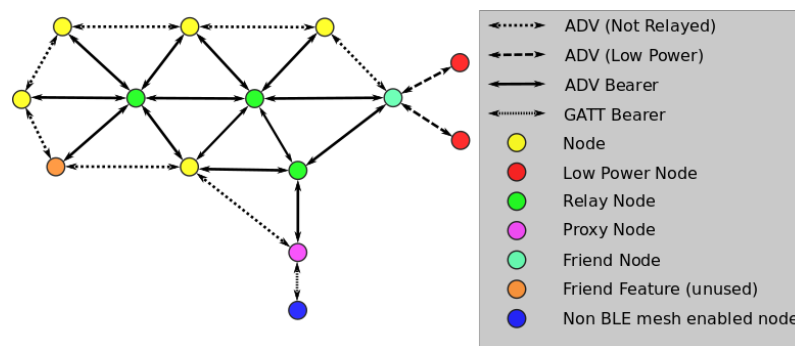 ADV (Not Relayed)
ADV (Low Power)
ADV Bearer
GATT Bearer
Node
Low Power Node
Relay Node
Proxy Node
Friend Node
Friend Feature (unused)
Non BLE mesh enabled node